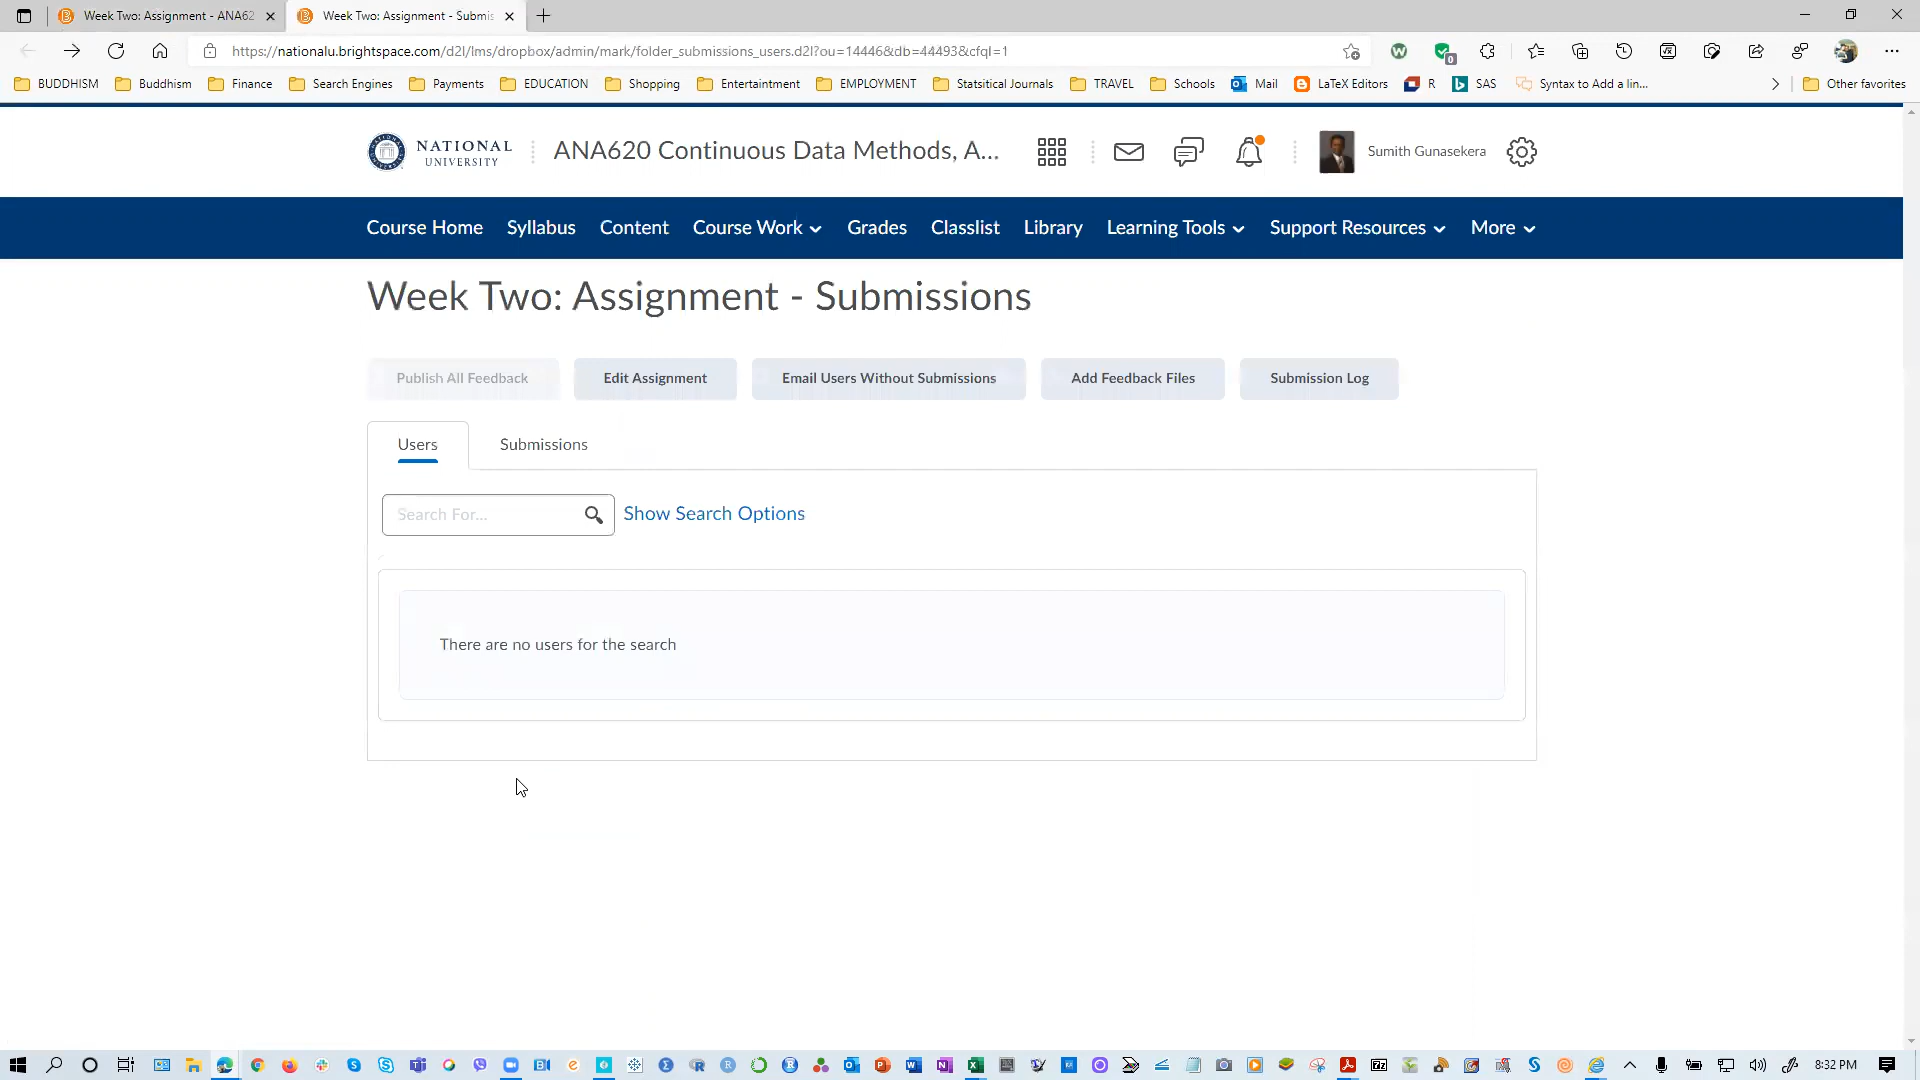 Week Two: Assignment - ANA62
Week Two: Assignment - Submis
https://nationalu.brightspace.com/d2l/lms/dropbox/admin/mark/folder_submissions_users.d2l?ou=14446&db=44493&cfql=1
BUDDHISM Buddhism Finance Search Engines Payments EDUCATION Shopping Entertaintment EMPLOYMENT Statsitical Journals TRAVEL Schools Mail LaTeX Editors R SAS Syntax to Add a lin... Other favorites
NATIONAL
UNIVERSITY
ANA620 Continuous Data Methods, A...
Sumith Gunasekera
Course Home Syllabus Content Course Work Grades Classlist Library Learning Tools Support Resources More
Week Two: Assignment - Submissions
Publish All Feedback Edit Assignment Email Users Without Submissions Add Feedback Files Submission Log
Users Submissions
Search For... Show Search Options
There are no users for the search
8:32 PM